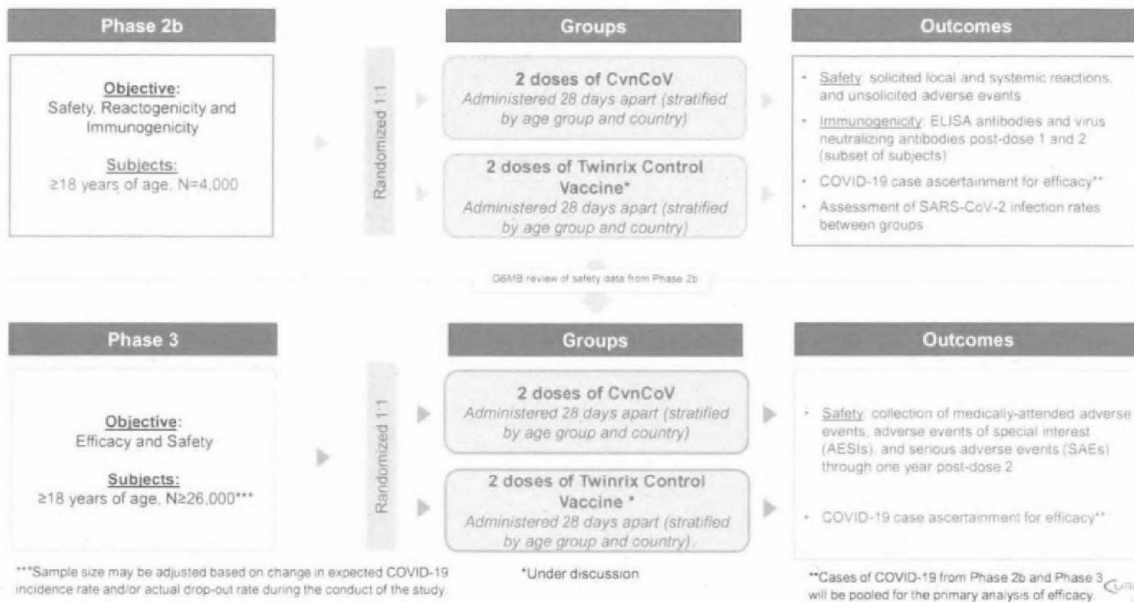 Phase 2b
Objective:
Safety, Reactogenicity and
Immunogenicity
Subjects:
≥18 years of age, N=4,000
Randomized 1:1
Groups
2 doses of CvnCoV
Administered 28 days apart (stratified
by age group and country)
2 doses of Twinrix Control
Vaccine*
Administered 28 days apart (stratified
by age group and country)
Outcomes
• Safety: solicited local and systemic reactions,
and unsolicited adverse events
• Immunogenicity: ELISA antibodies and virus
neutralizing antibodies post-dose 1 and 2
(subset of subjects)
• COVID-19 case ascertainment for efficacy**
• Assessment of SARS-CoV-2 infection rates
between groups
DSMB review of safety data from Phase 2b
Phase 3
Objective:
Efficacy and Safety
Subjects:
≥18 years of age, N≥26,000***
Randomized 1:1
Groups
2 doses of CvnCoV
Administered 28 days apart (stratified
by age group and country)
2 doses of Twinrix Control
Vaccine *
Administered 28 days apart (stratified
by age group and country).
Outcomes
• Safety: collection of medically-attended adverse
events, adverse events of special interest
(AESIs), and serious adverse events (SAEs)
through one year post-dose 2
• COVID-19 case ascertainment for efficacy**
***Sample size may be adjusted based on change in expected COVID-19
incidence rate and/or actual drop-out rate during the conduct of the study.
*Under discussion
**Cases of COVID-19 from Phase 2b and Phase 3
will be pooled for the primary analysis of efficacy.